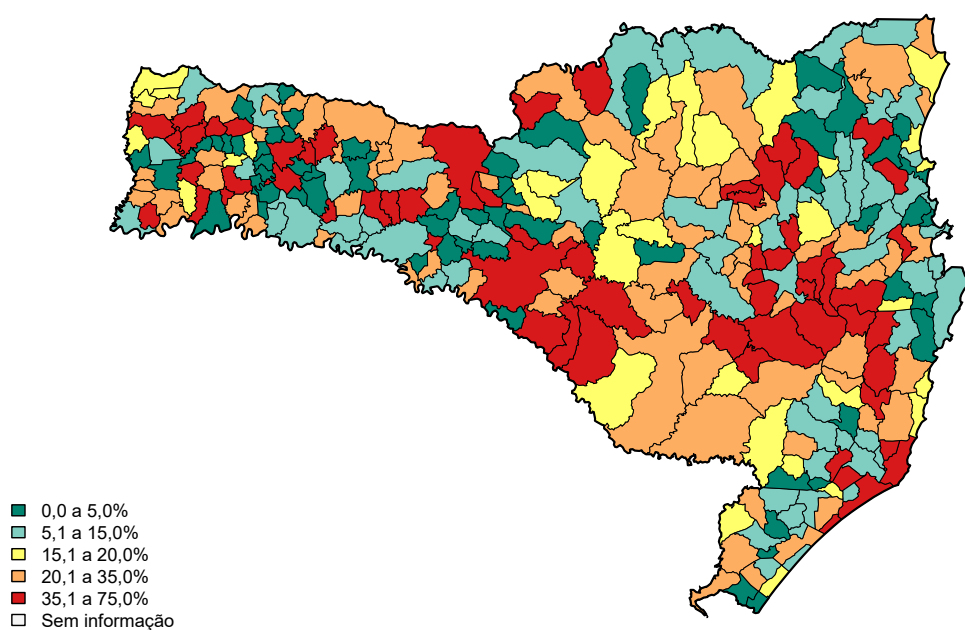 0,0 a 5,0%
5,1 a 15,0%
15,1 a 20,0%
20,1 a 35,0%
35,1 a 75,0%
Sem informação